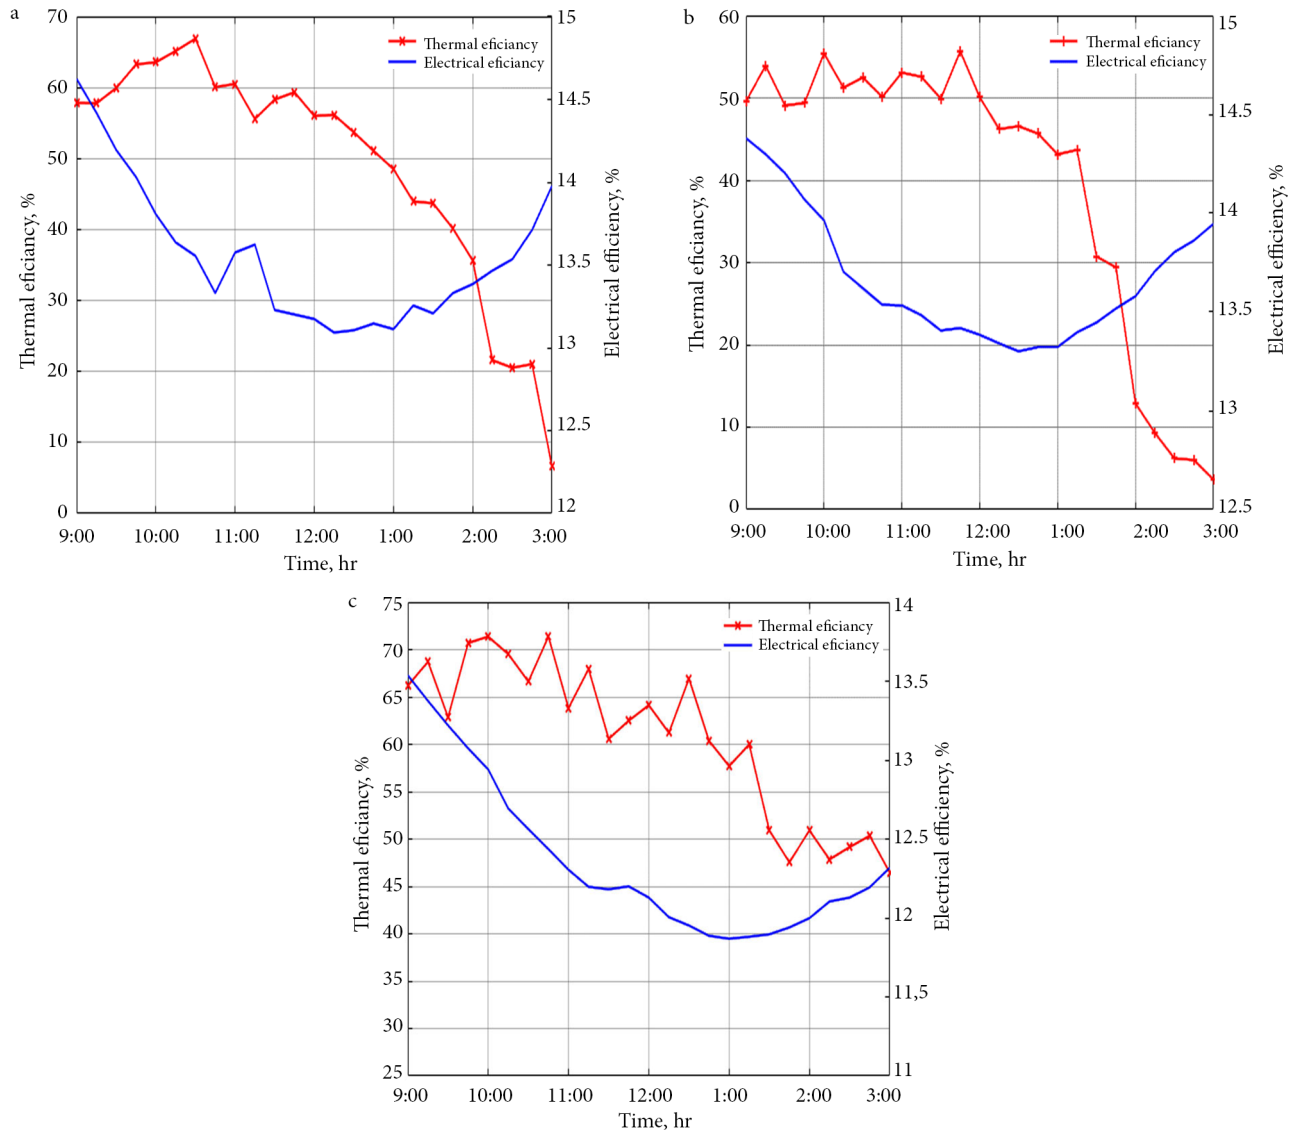 a
70
60
50
40
30
20
10
0
Thermal eficiancy, %
15
14.5
14
13.5
13
12.5
12
Electrical efficiency, %
Thermal eficiancy
Electrical eficiancy
9:00 10:00 11:00 12:00 1:00 2:00 3:00
Time, hr
b
60
50
40
30
20
10
0
Thermal eficiancy, %
15
14.5
14
13.5
13
12.5
Electrical efficiency, %
Thermal eficiancy
Electrical eficiancy
9:00 10:00 11:00 12:00 1:00 2:00 3:00
Time, hr
c
75
70
65
60
55
50
45
40
35
30
25
Thermal eficiancy, %
14
13.5
13
12.5
12
11,5
11
Electrical efficiency, %
Thermal eficiancy
Electrical eficiancy
9:00 10:00 11:00 12:00 1:00 2:00 3:00
Time, hr